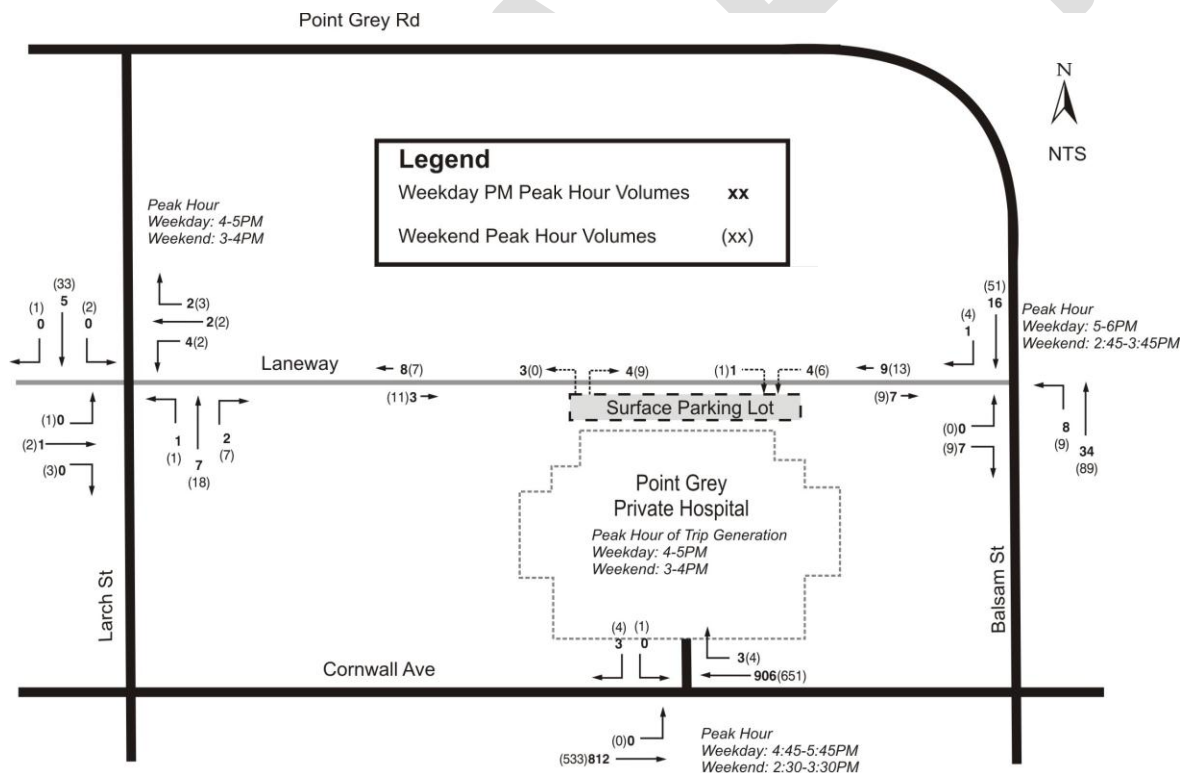 Point Grey Rd
N
NTS
Legend
Weekday PM Peak Hour Volumes xx
Weekend Peak Hour Volumes (xx)
Peak Hour
Weekday: 4-5PM
Weekend: 3-4PM
(1) (33) (2)
0 5 0
2(3)
2(2)
4(2)
Laneway
8(7)
(11)3
3(0)
4(9)
(1)1
4(6)
9(13)
(9)7
(4)
1
(51)
16
Peak Hour
Weekday: 5-6PM
Weekend: 2:45-3:45PM
(1)0
(2)1
(3)0
1
(1)
7
(18)
2
(7)
Surface Parking Lot
(0)0
(9)7
8
(9)
34
(89)
Point Grey
Private Hospital
Peak Hour of Trip Generation
Weekday: 4-5PM
Weekend: 3-4PM
Larch St
Balsam St
(4) (1)
3 0
3(4)
906(651)
Cornwall Ave
(0)0
(533)812
Peak Hour
Weekday: 4:45-5:45PM
Weekend: 2:30-3:30PM